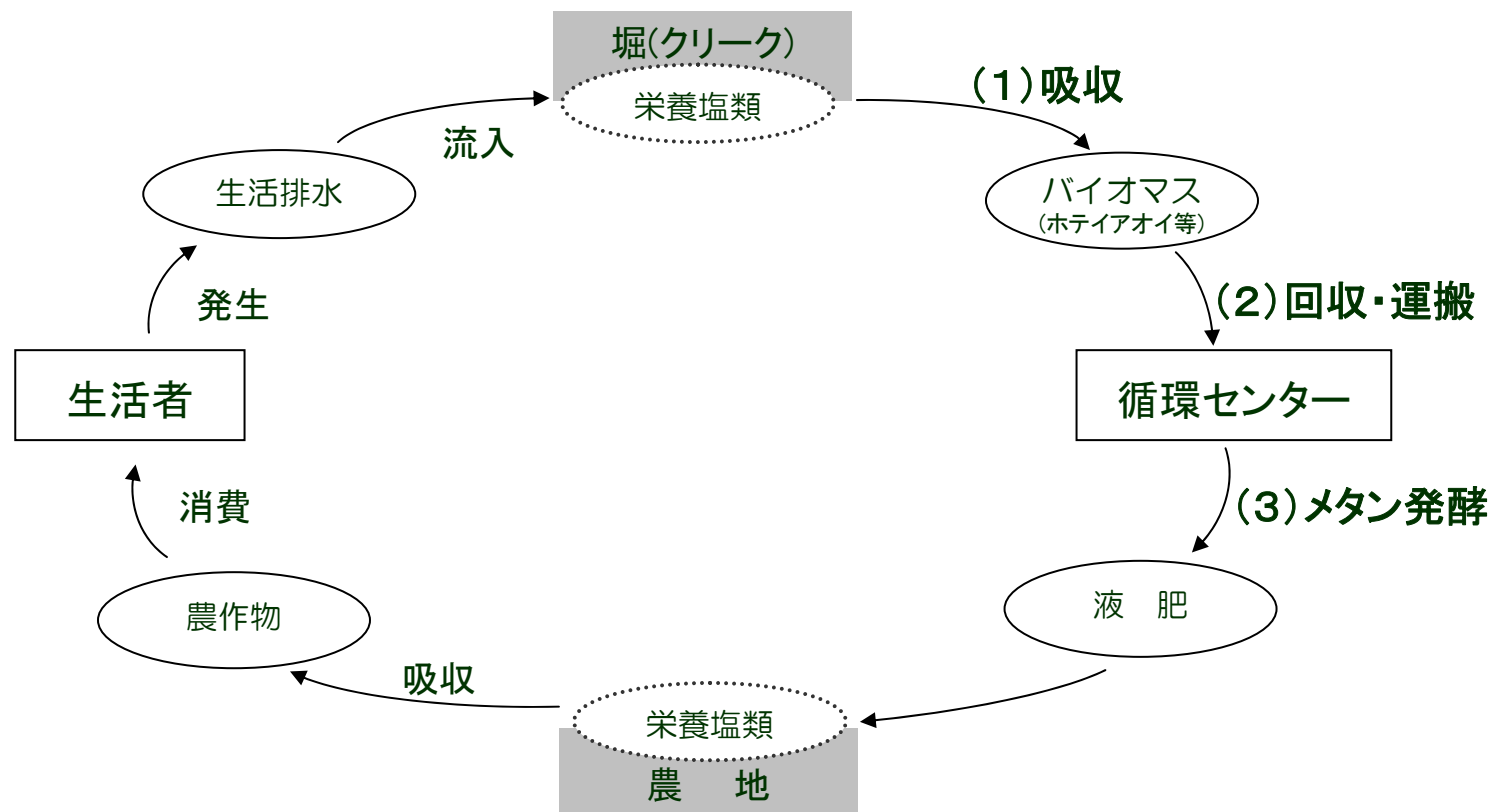 堀(クリーク)
栄養塩類
(1)吸収
流入
生活排水
バイオマス
(ホテイアオイ等)
発生
(2)回収・運搬
生活者
循環センター
消費
(3)メタン発酵
農作物
液　肥
吸収
栄養塩類
農　地